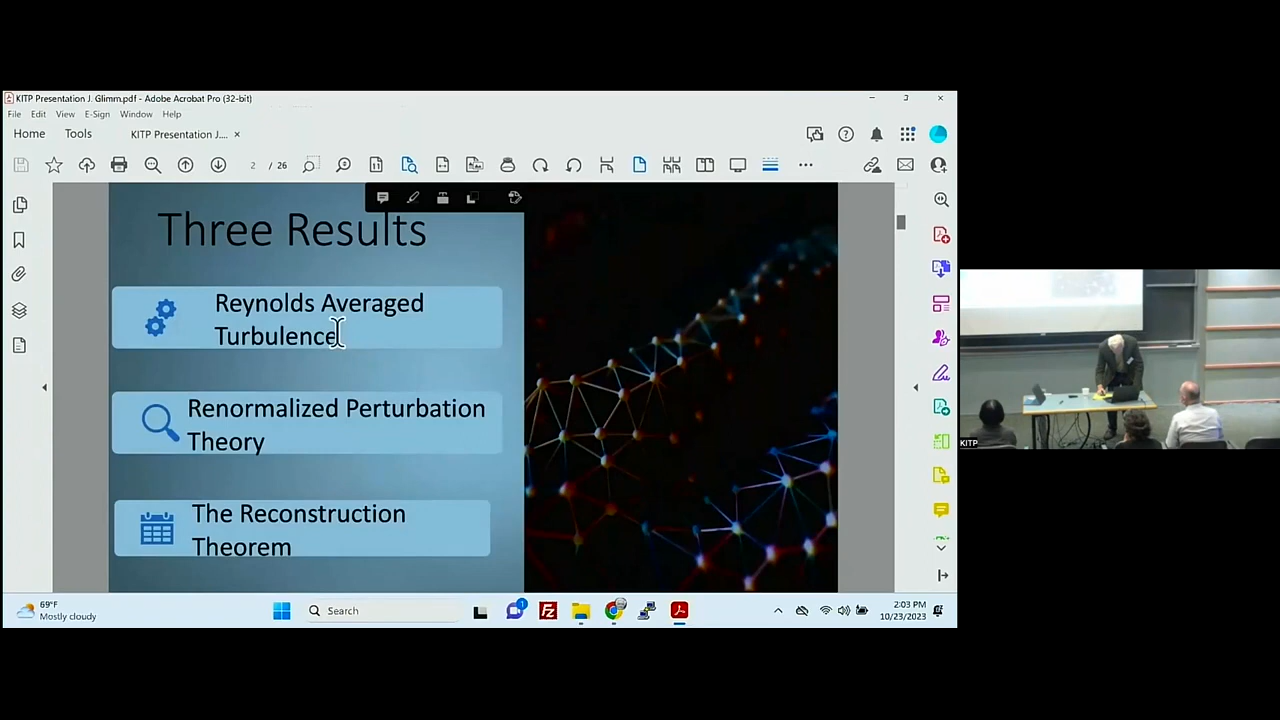 KITP Presentation J. Glimm.pdf - Adobe Acrobat Pro (32-bit)
File Edit View E-Sign Window Help
Home Tools KITP Presentation J.... ×
2 / 26
Three Results
Reynolds Averaged
Turbulence
Renormalized Perturbation
Theory
The Reconstruction
Theorem
KITP
69°F
Mostly cloudy
Search
1
2:03 PM
10/23/2023